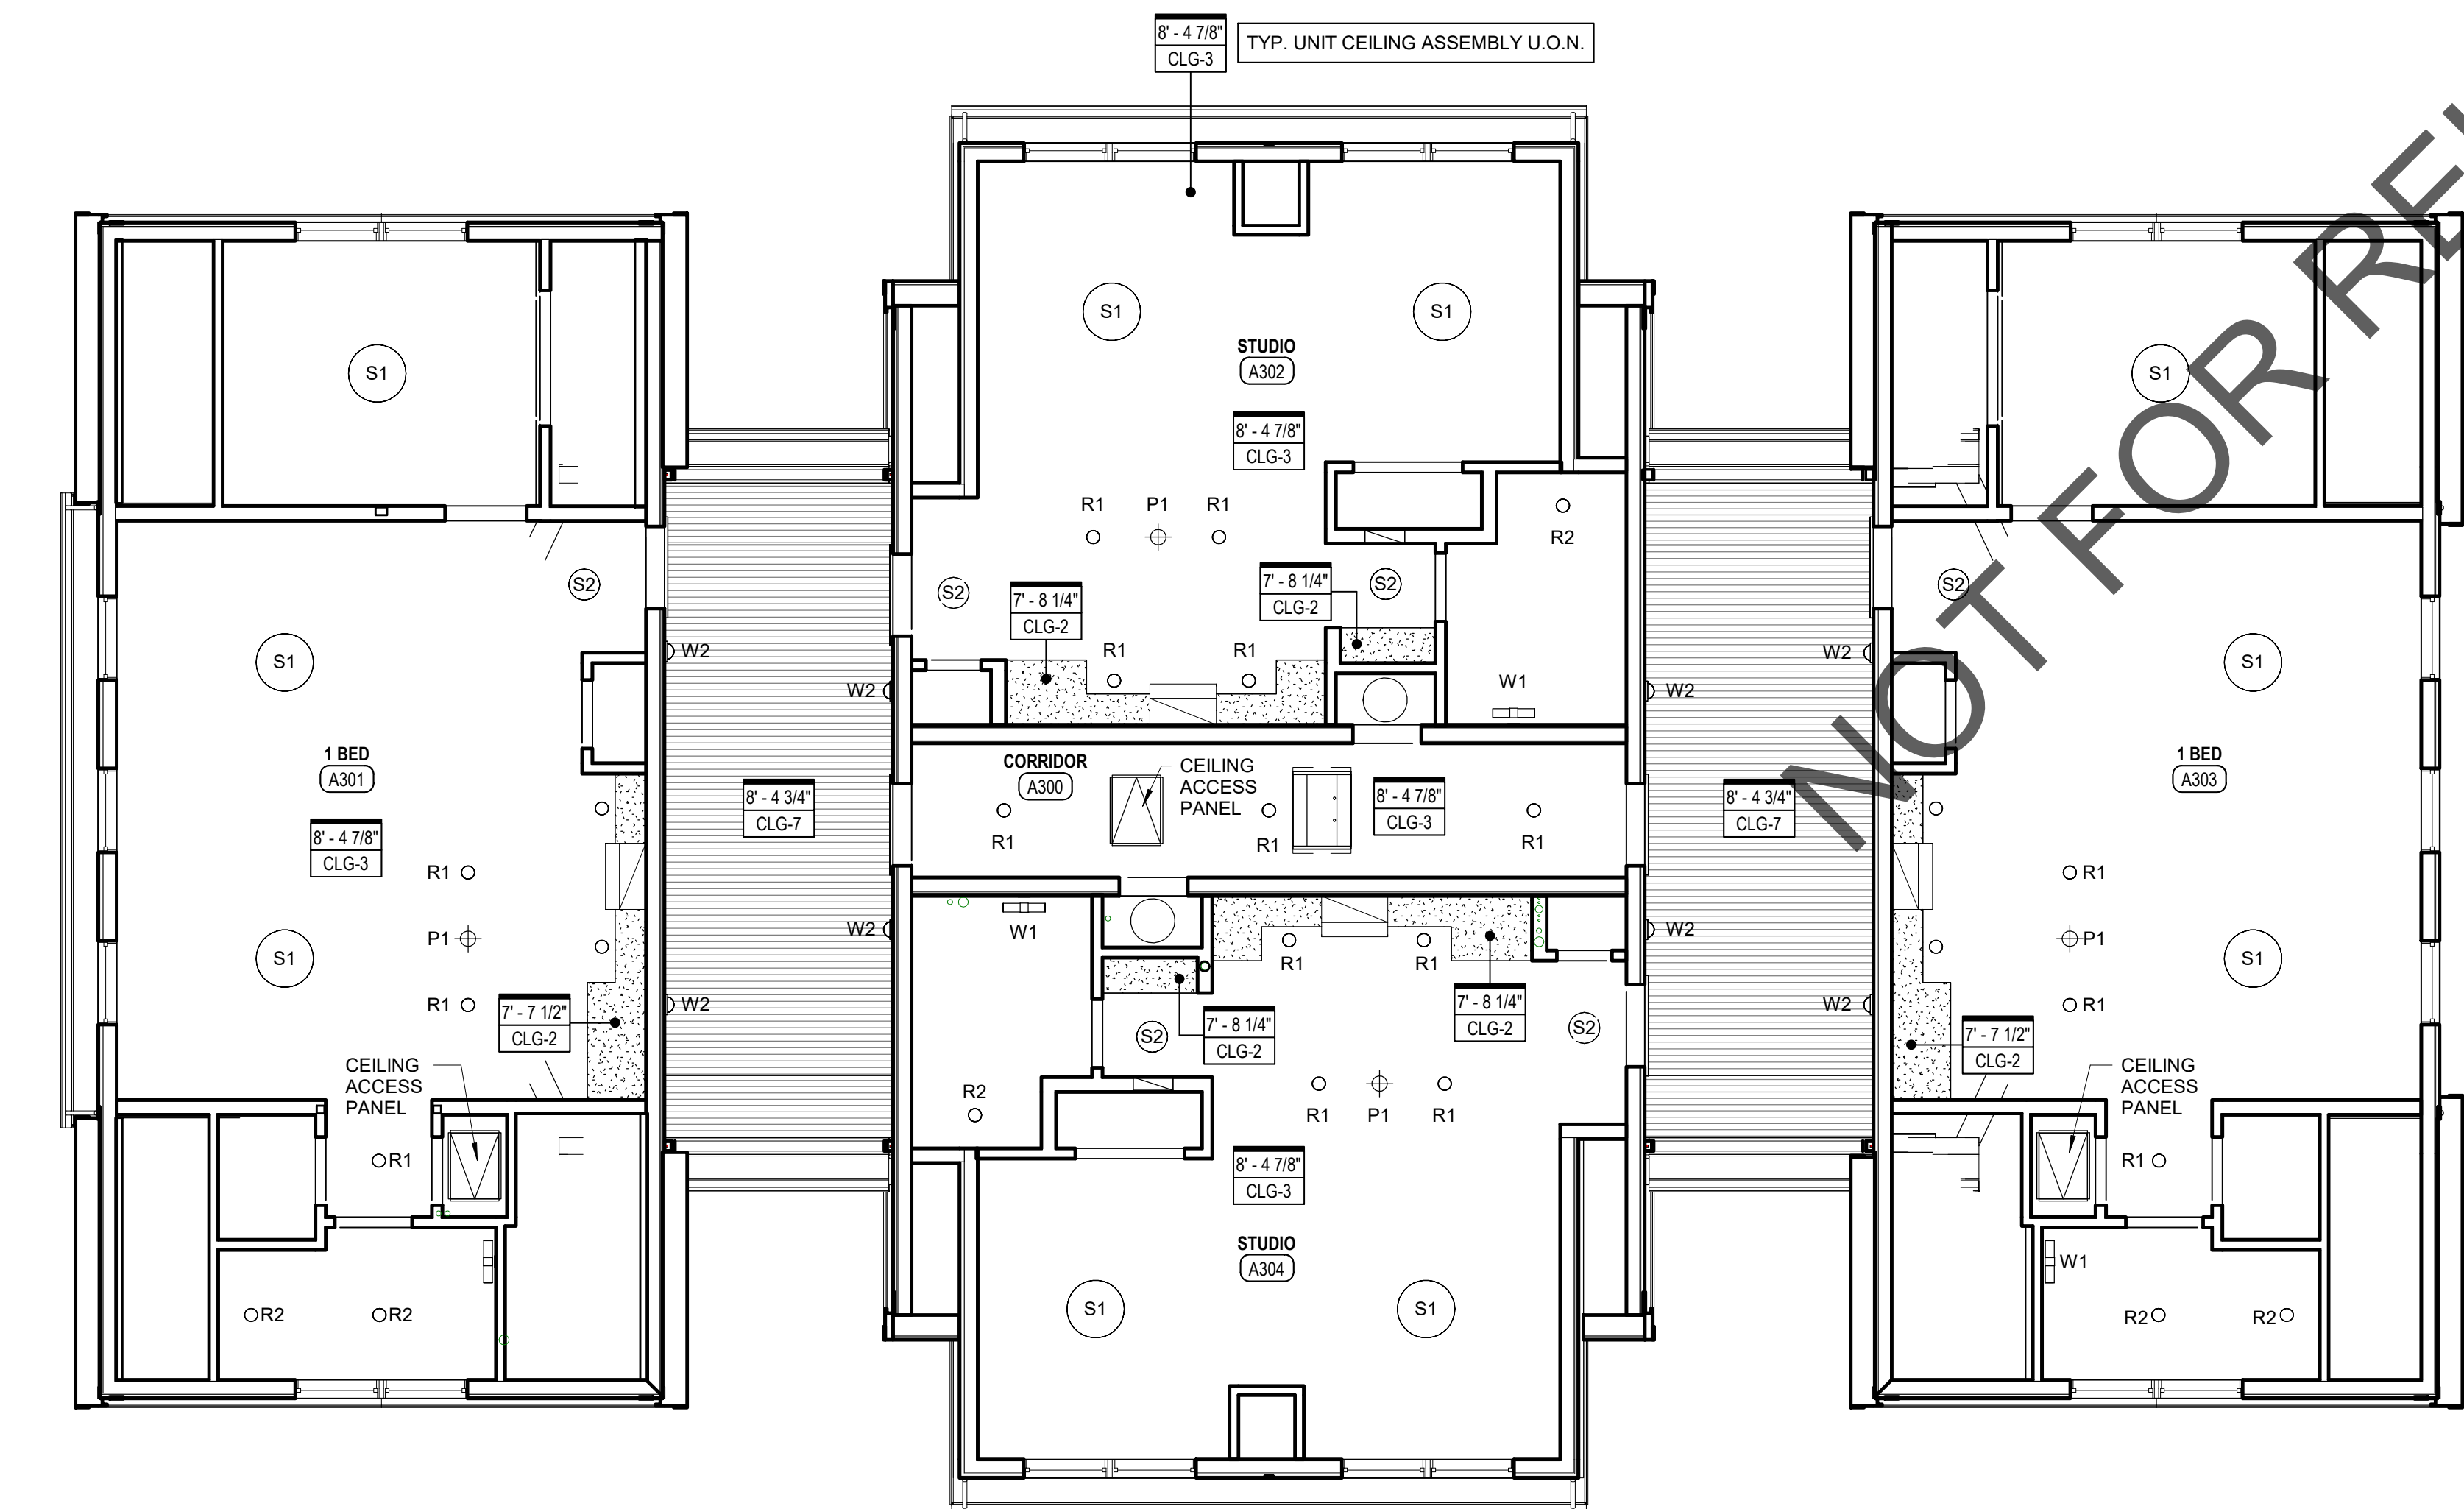 8' - 4 7/8"
CLG-3
TYP. UNIT CEILING ASSEMBLY U.O.N.
S1
S1
S1
STUDIO
A302
8' - 4 7/8"
CLG-3
R1
P1
R1
R2
S2
S2
7' - 8 1/4"
CLG-2
7' - 8 1/4"
CLG-2
R1
R1
W1
S1
S2
W2
W2
1 BED
A301
8' - 4 7/8"
CLG-3
R1
P1
R1
S1
7' - 7 1/2"
CLG-2
W2
W2
8' - 4 3/4"
CLG-7
CEILING
ACCESS
PANEL
R1
R2
R2
CORRIDOR
A300
R1
CEILING
ACCESS
PANEL
R1
8' - 4 7/8"
CLG-3
R1
W1
R2
S2
7' - 8 1/4"
CLG-2
R1
R1
7' - 8 1/4"
CLG-2
S2
R1
P1
R1
8' - 4 7/8"
CLG-3
STUDIO
A304
S1
S1
W2
W2
8' - 4 3/4"
CLG-7
W2
W2
S1
S2
S1
1 BED
A303
R1
P1
R1
S1
7' - 7 1/2"
CLG-2
CEILING
ACCESS
PANEL
R1
W1
R2
R2
NOT FOR